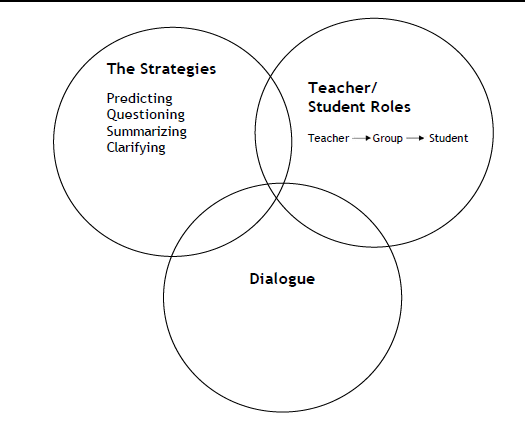 The Strategies
Predicting
Questioning
Summarizing
Clarifying
Teacher/
Student Roles
Teacher → Group → Student
Dialogue